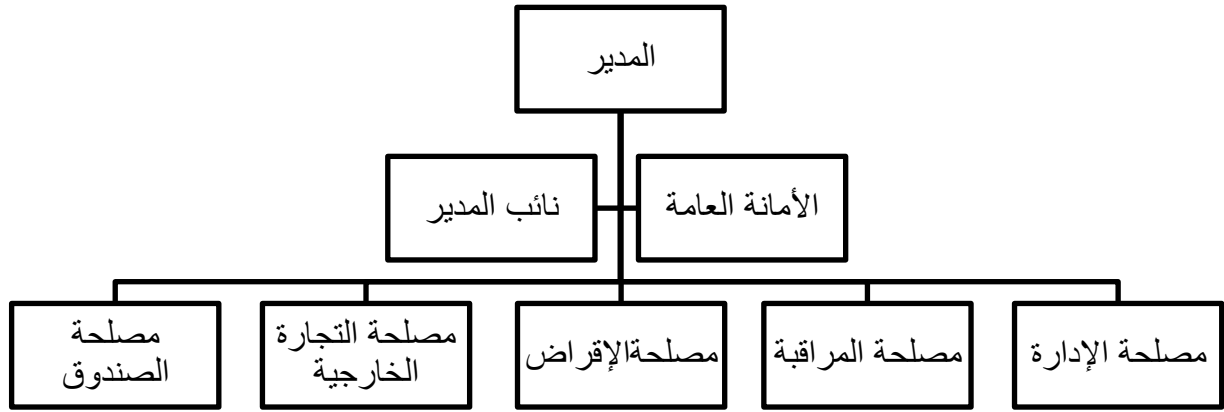 المدير
الأمانة العامة
نائب المدير
مصلحة الإدارة
مصلحة المراقبة
مصلحةالإقراض
مصلحة التجارة
الخارجية
مصلحة
الصندوق